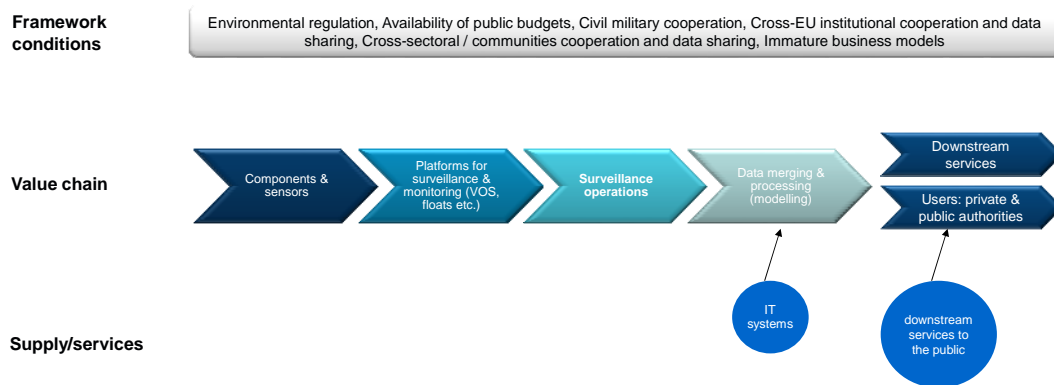 Framework
conditions
Environmental regulation, Availability of public budgets, Civil military cooperation, Cross-EU institutional cooperation and data
sharing, Cross-sectoral / communities cooperation and data sharing, Immature business models
Value chain
Components &
sensors
Platforms for
surveillance &
monitoring (VOS,
floats etc.)
Surveillance
operations
Data merging &
processing
(modelling)
Downstream
services
Users: private &
public authorities
Supply/services
IT
systems
downstream
services to
the public